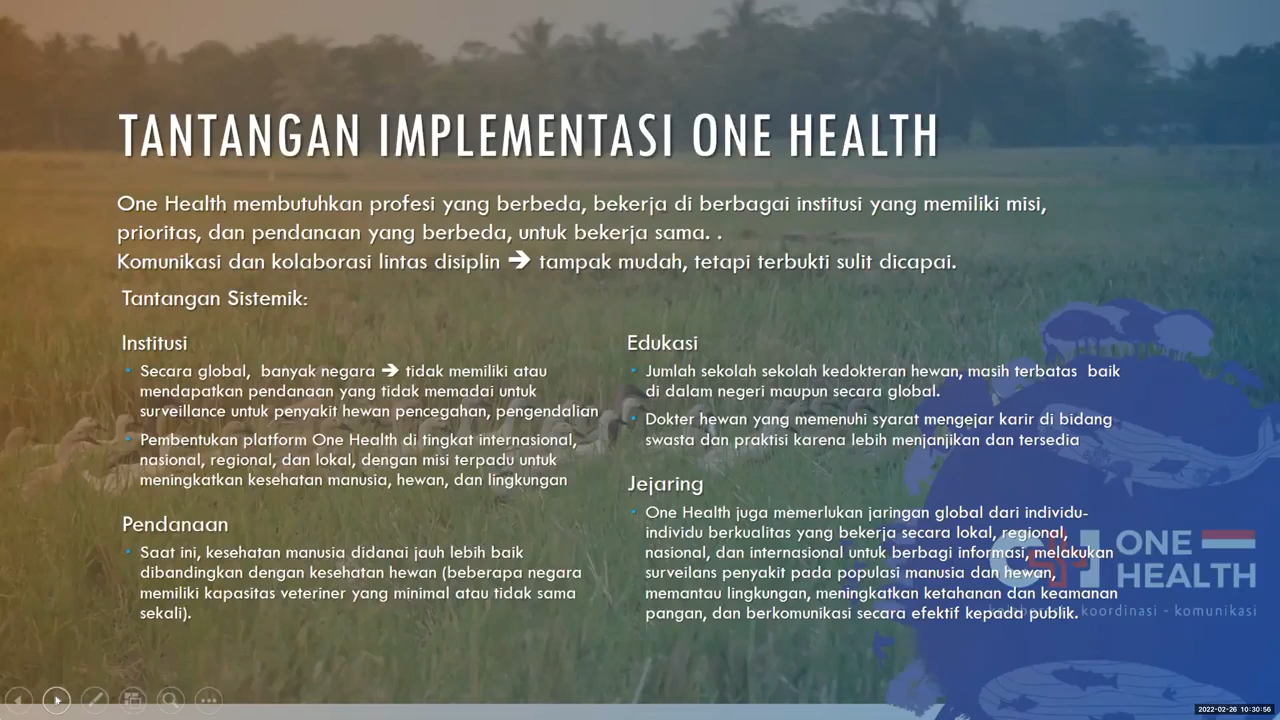 TANTANGAN IMPLEMENTASI ONE HEALTH
One Health membutuhkan profesi yang berbeda, bekerja di berbagai institusi yang memiliki misi,
prioritas, dan pendanaan yang berbeda, untuk bekerja sama. .
Komunikasi dan kolaborasi lintas disiplin ➔ tampak mudah, tetapi terbukti sulit dicapai.
Tantangan Sistemik:
Institusi
Secara global, banyak negara ➔ tidak memiliki atau
mendapatkan pendanaan yang tidak memadai untuk
surveillance untuk penyakit hewan pencegahan, pengendalian
Pembentukan platform One Health di tingkat internasional,
nasional, regional, dan lokal, dengan misi terpadu untuk
meningkatkan kesehatan manusia, hewan, dan lingkungan
Pendanaan
Saat ini, kesehatan manusia didanai jauh lebih baik
dibandingkan dengan kesehatan hewan (beberapa negara
memiliki kapasitas veteriner yang minimal atau tidak sama
sekali).
Edukasi
Jumlah sekolah sekolah kedokteran hewan, masih terbatas baik
di dalam negeri maupun secara global.
Dokter hewan yang memenuhi syarat mengejar karir di bidang
swasta dan praktisi karena lebih menjanjikan dan tersedia
Jejaring
One Health juga memerlukan jaringan global dari individu-
individu berkualitas yang bekerja secara lokal, regional,
nasional, dan internasional untuk berbagi informasi, melakukan
surveilans penyakit pada populasi manusia dan hewan,
memantau lingkungan, meningkatkan ketahanan dan keamanan
pangan, dan berkomunikasi secara efektif kepada publik.
ONE
HEALTH
koordinasi - komunikasi
2022-02-26 10:30:56